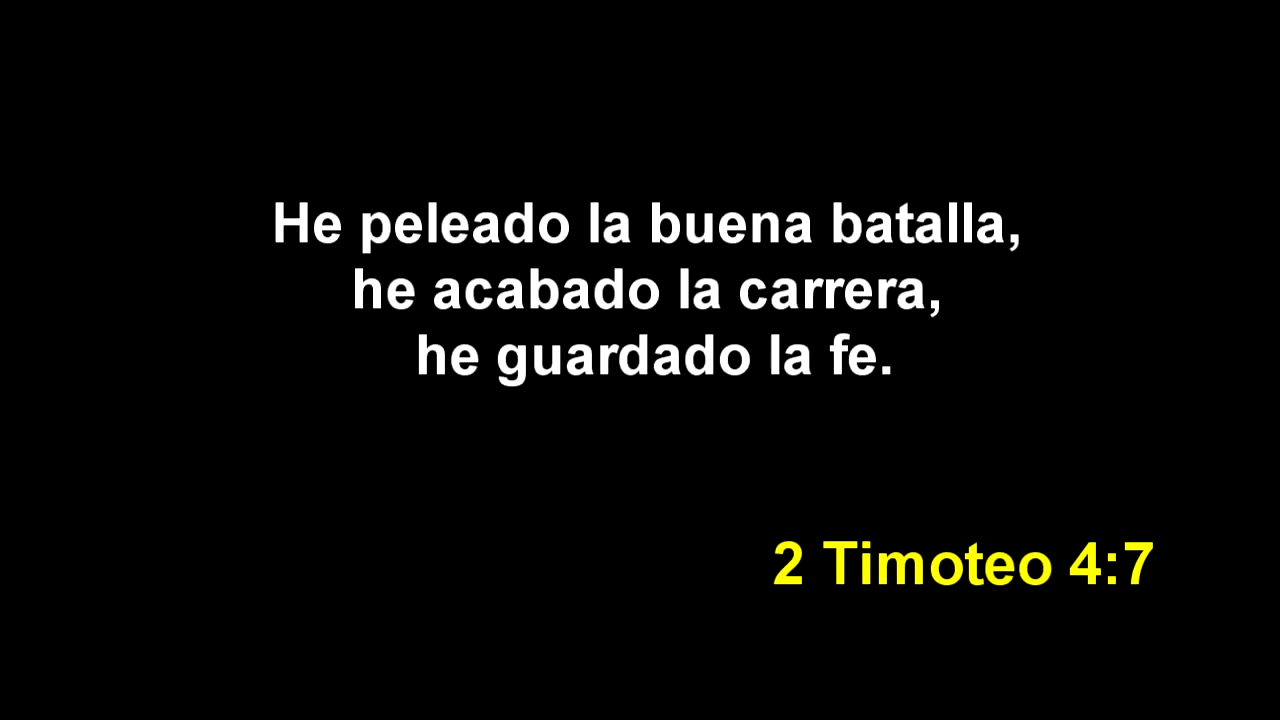 He peleado la buena batalla,
he acabado la carrera,
he guardado la fe.
2 Timoteo 4:7